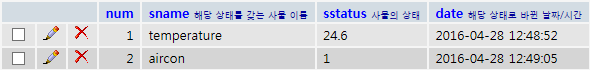 num sname 해당 상태를 갖는 사물 이름 sstatus 사물의 상태 date 해당 상태로 바뀐 날짜/시간
1 temperature 24.6 2016-04-28 12:48:52
2 aircon 1 2016-04-28 12:49:05